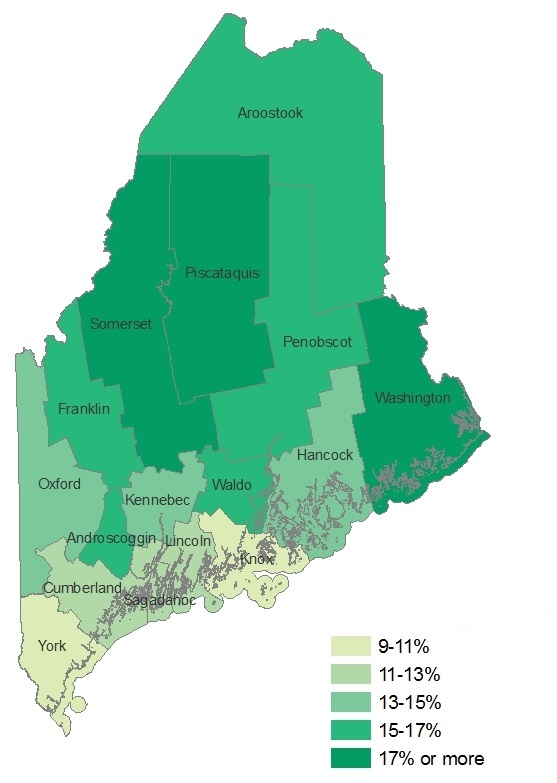 Aroostook
Piscataquis
Somerset
Penobscot
Franklin
Washington
Hancock
Oxford
Waldo
Kennebec
Androscoggin
Lincoln
Knox
Cumberland
Sagadahoc
York
9-11%
11-13%
13-15%
15-17%
17% or more